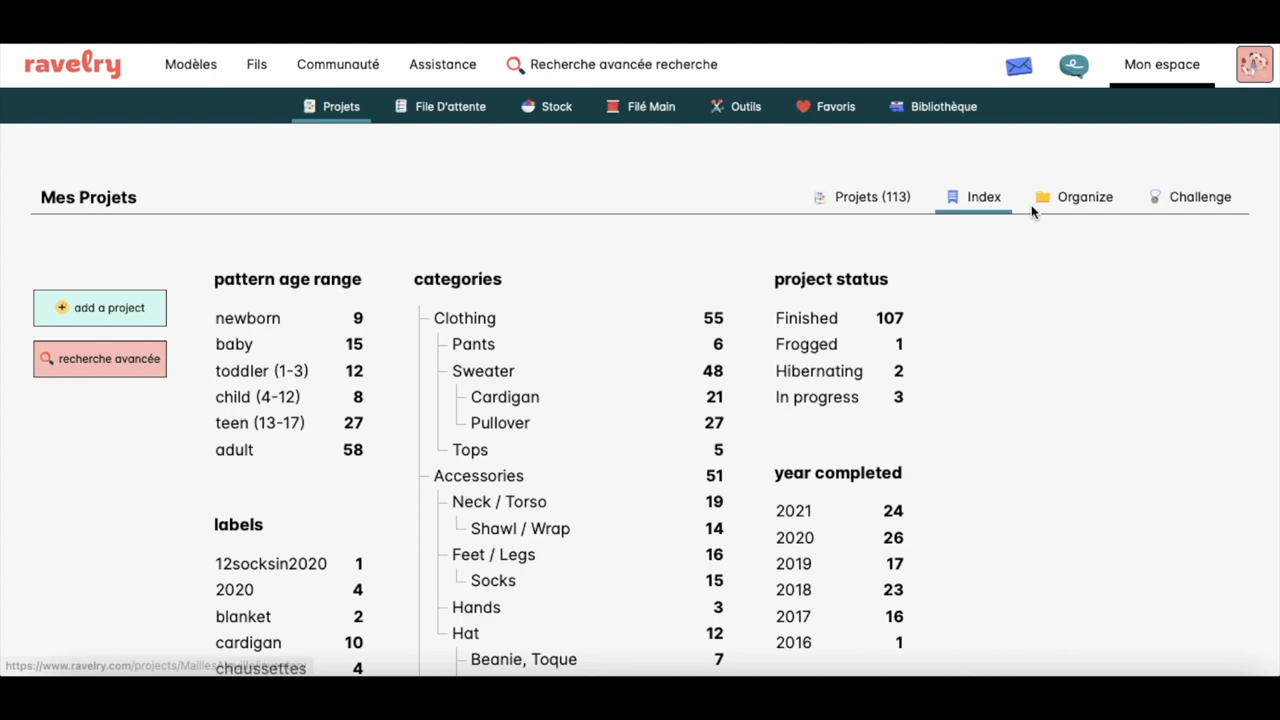 ravelry Modèles Fils Communauté Assistance Recherche avancée recherche Mon espace
Projets File D'attente Stock Filé Main Outils Favoris Bibliothèque
Mes Projets Projets (113) Index Organize Challenge
add a project
recherche avancée
pattern age range
newborn 9
baby 15
toddler (1-3) 12
child (4-12) 8
teen (13-17) 27
adult 58
labels
12socksin2020 1
2020 4
blanket 2
cardigan 10
chaussettes 4
categories
Clothing 55
Pants 6
Sweater 48
Cardigan 21
Pullover 27
Tops 5
Accessories 51
Neck / Torso 19
Shawl / Wrap 14
Feet / Legs 16
Socks 15
Hands 3
Hat 12
Beanie, Toque 7
project status
Finished 107
Frogged 1
Hibernating 2
In progress 3
year completed
2021 24
2020 26
2019 17
2018 23
2017 16
2016 1